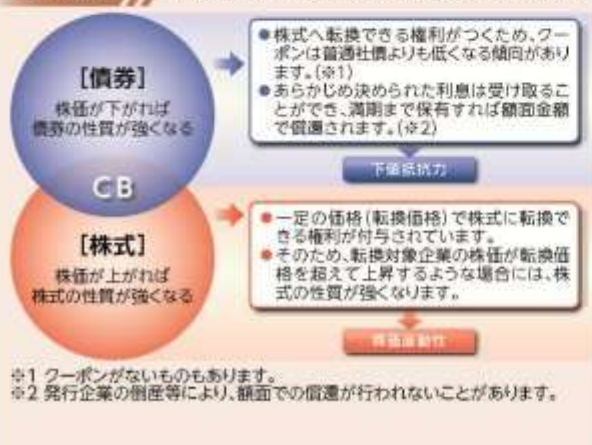 [債券]
株価が下がれば
債券の性質が強くなる
●株式へ転換できる権利がつくため、クー
ポンは普通社債よりも低くなる傾向があり
ます。(※1)
●あらかじめ決められた利息は受け取るこ
とができ、満期まで保有すれば額面金額
で償還されます。(※2)
下値抵抗力
CB
[株式]
株価が上がれば
株式の性質が強くなる
●一定の価格(転換価格)で株式に転換で
きる権利が付与されています。
●そのため、転換対象企業の株価が転換価
格を超えて上昇するような場合には、株
式の性質が強くなります。
株価連動性
※1 クーポンがないものもあります。
※2 発行企業の倒産等により、額面での償還が行われないことがあります。